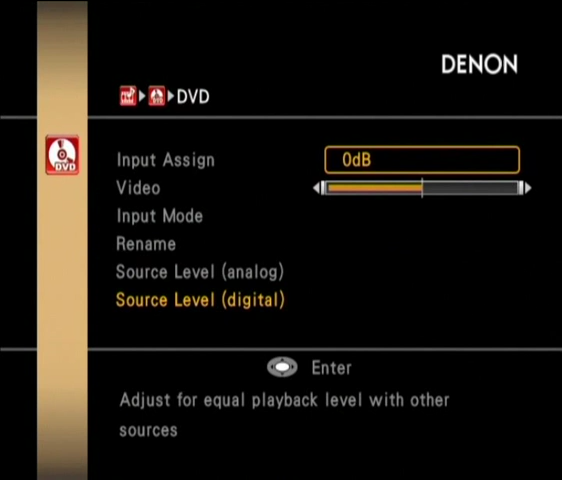 DENON
DVD
DVD
Input Assign
0dB
Video
Input Mode
Rename
Source Level (analog)
Source Level (digital)
Enter
Adjust for equal playback level with other
sources